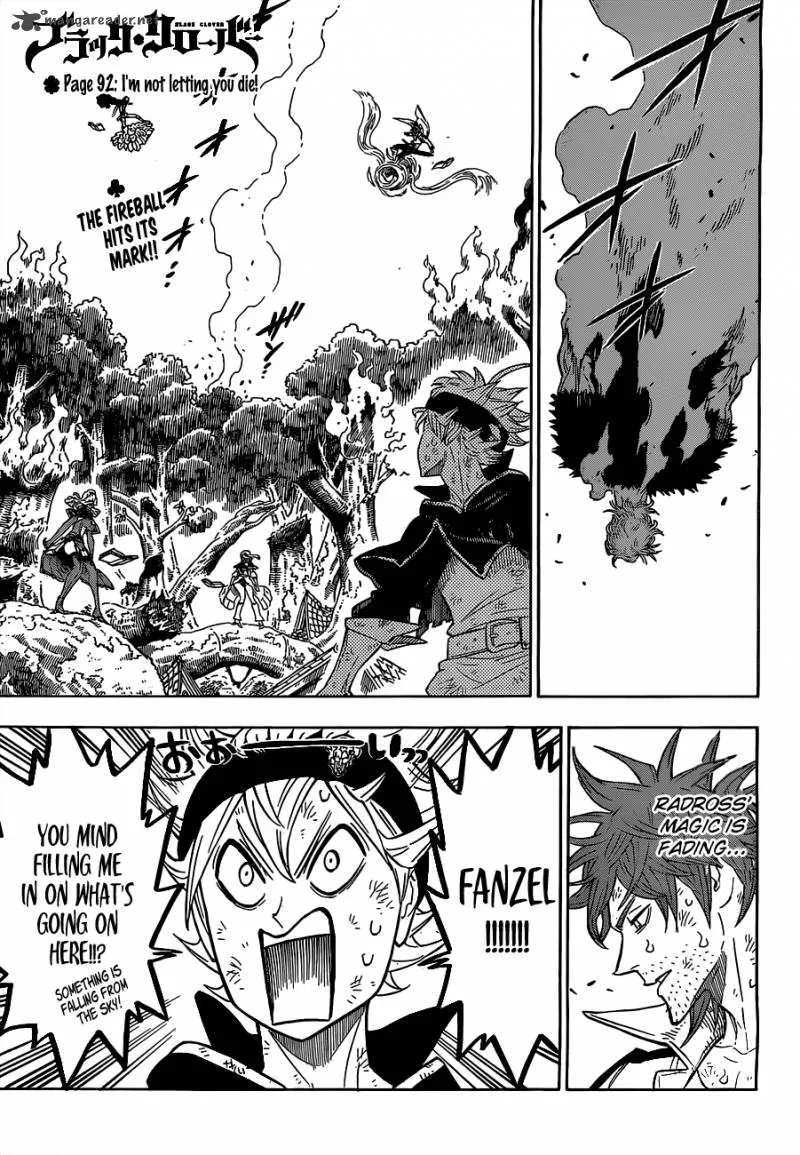 mangareader.net
BLACK CLOVER
ブラック・クローバー
Page 92: I'm not letting you die!
THE FIREBALL
HITS ITS
MARK!!
RADROSS'
MAGIC IS
FADING...
おおーーいっっ
FANZEL
!!!!!!!
YOU MIND
FILLING ME
IN ON WHAT'S
GOING ON
HERE!!?
SOMETHING IS
FALLING FROM
THE SKY!